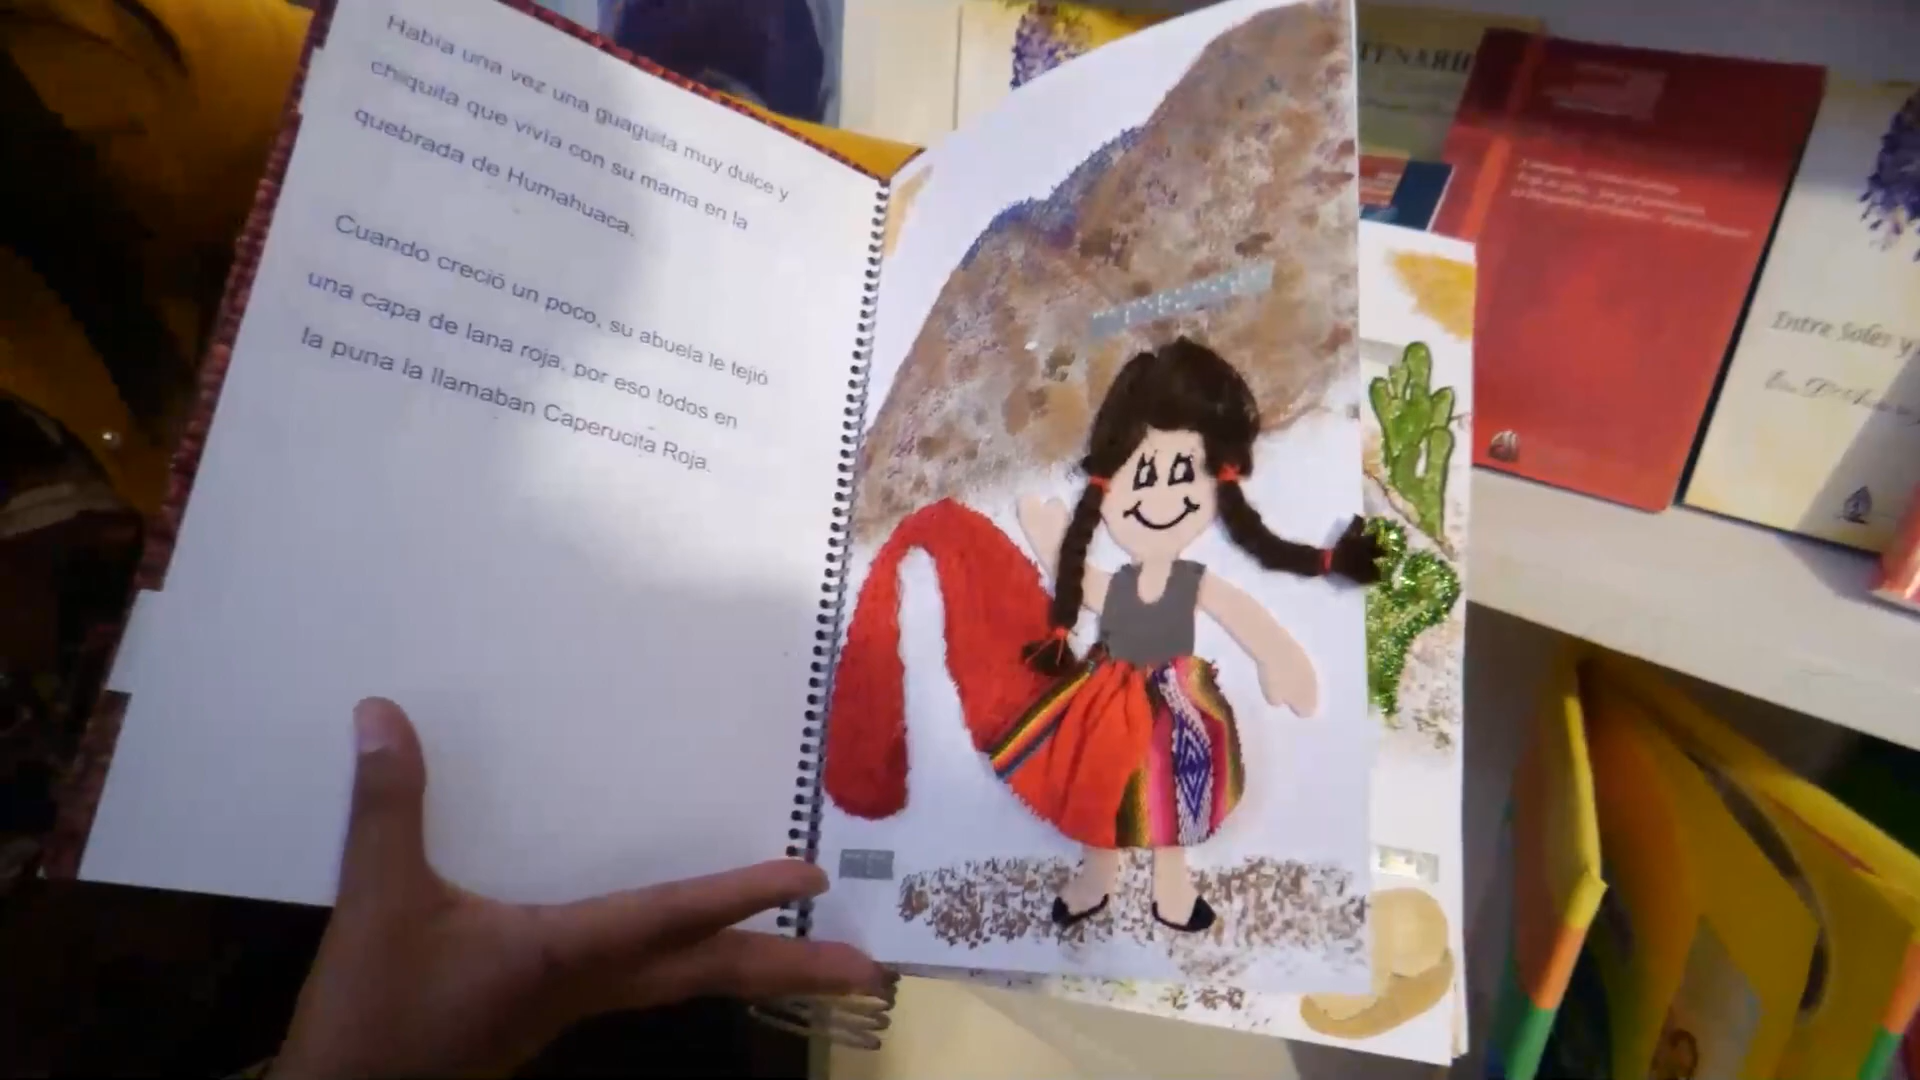 Había una vez una guaguita muy dulce y
chiquita que vivía con su mama en la
quebrada de Humahuaca.
Cuando creció un poco, su abuela le tejió
una capa de lana roja, por eso todos en
la puna la llamaban Caperucita Roja.
Entre Soles y